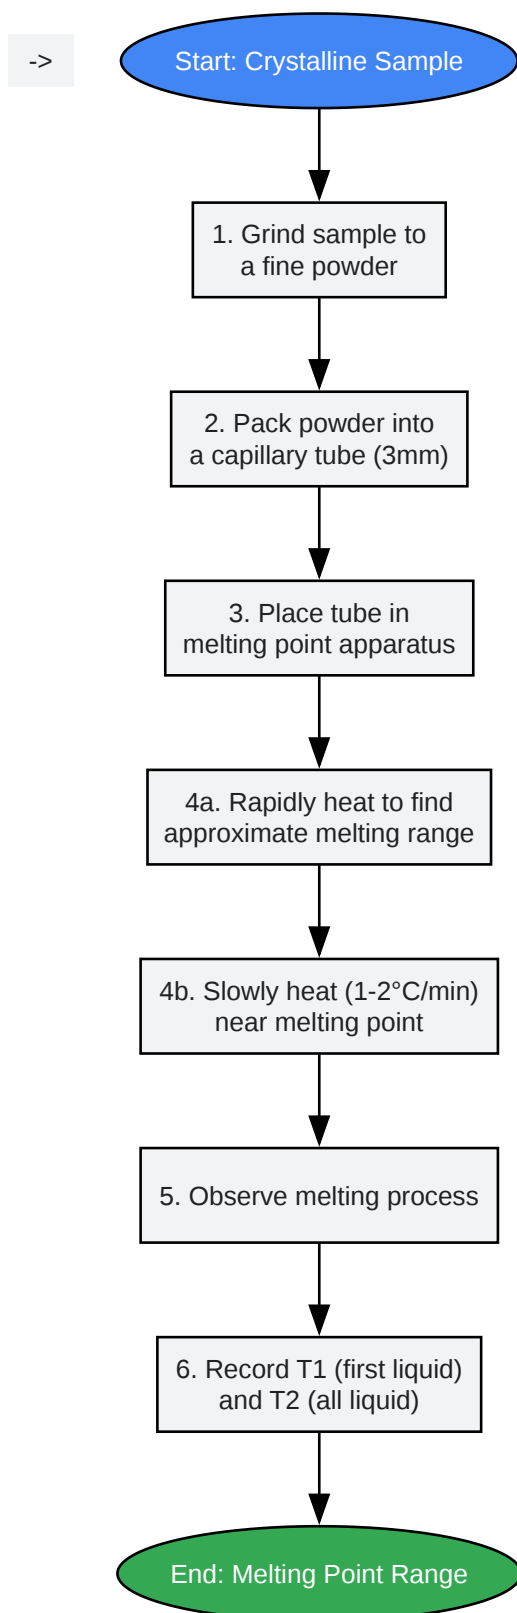 ->
Start: Crystalline Sample
1. Grind sample to
a fine powder
2. Pack powder into
a capillary tube (3mm)
3. Place tube in
melting point apparatus
4a. Rapidly heat to find
approximate melting range
4b. Slowly heat (1-2°C/min)
near melting point
5. Observe melting process
6. Record T1 (first liquid)
and T2 (all liquid)
End: Melting Point Range